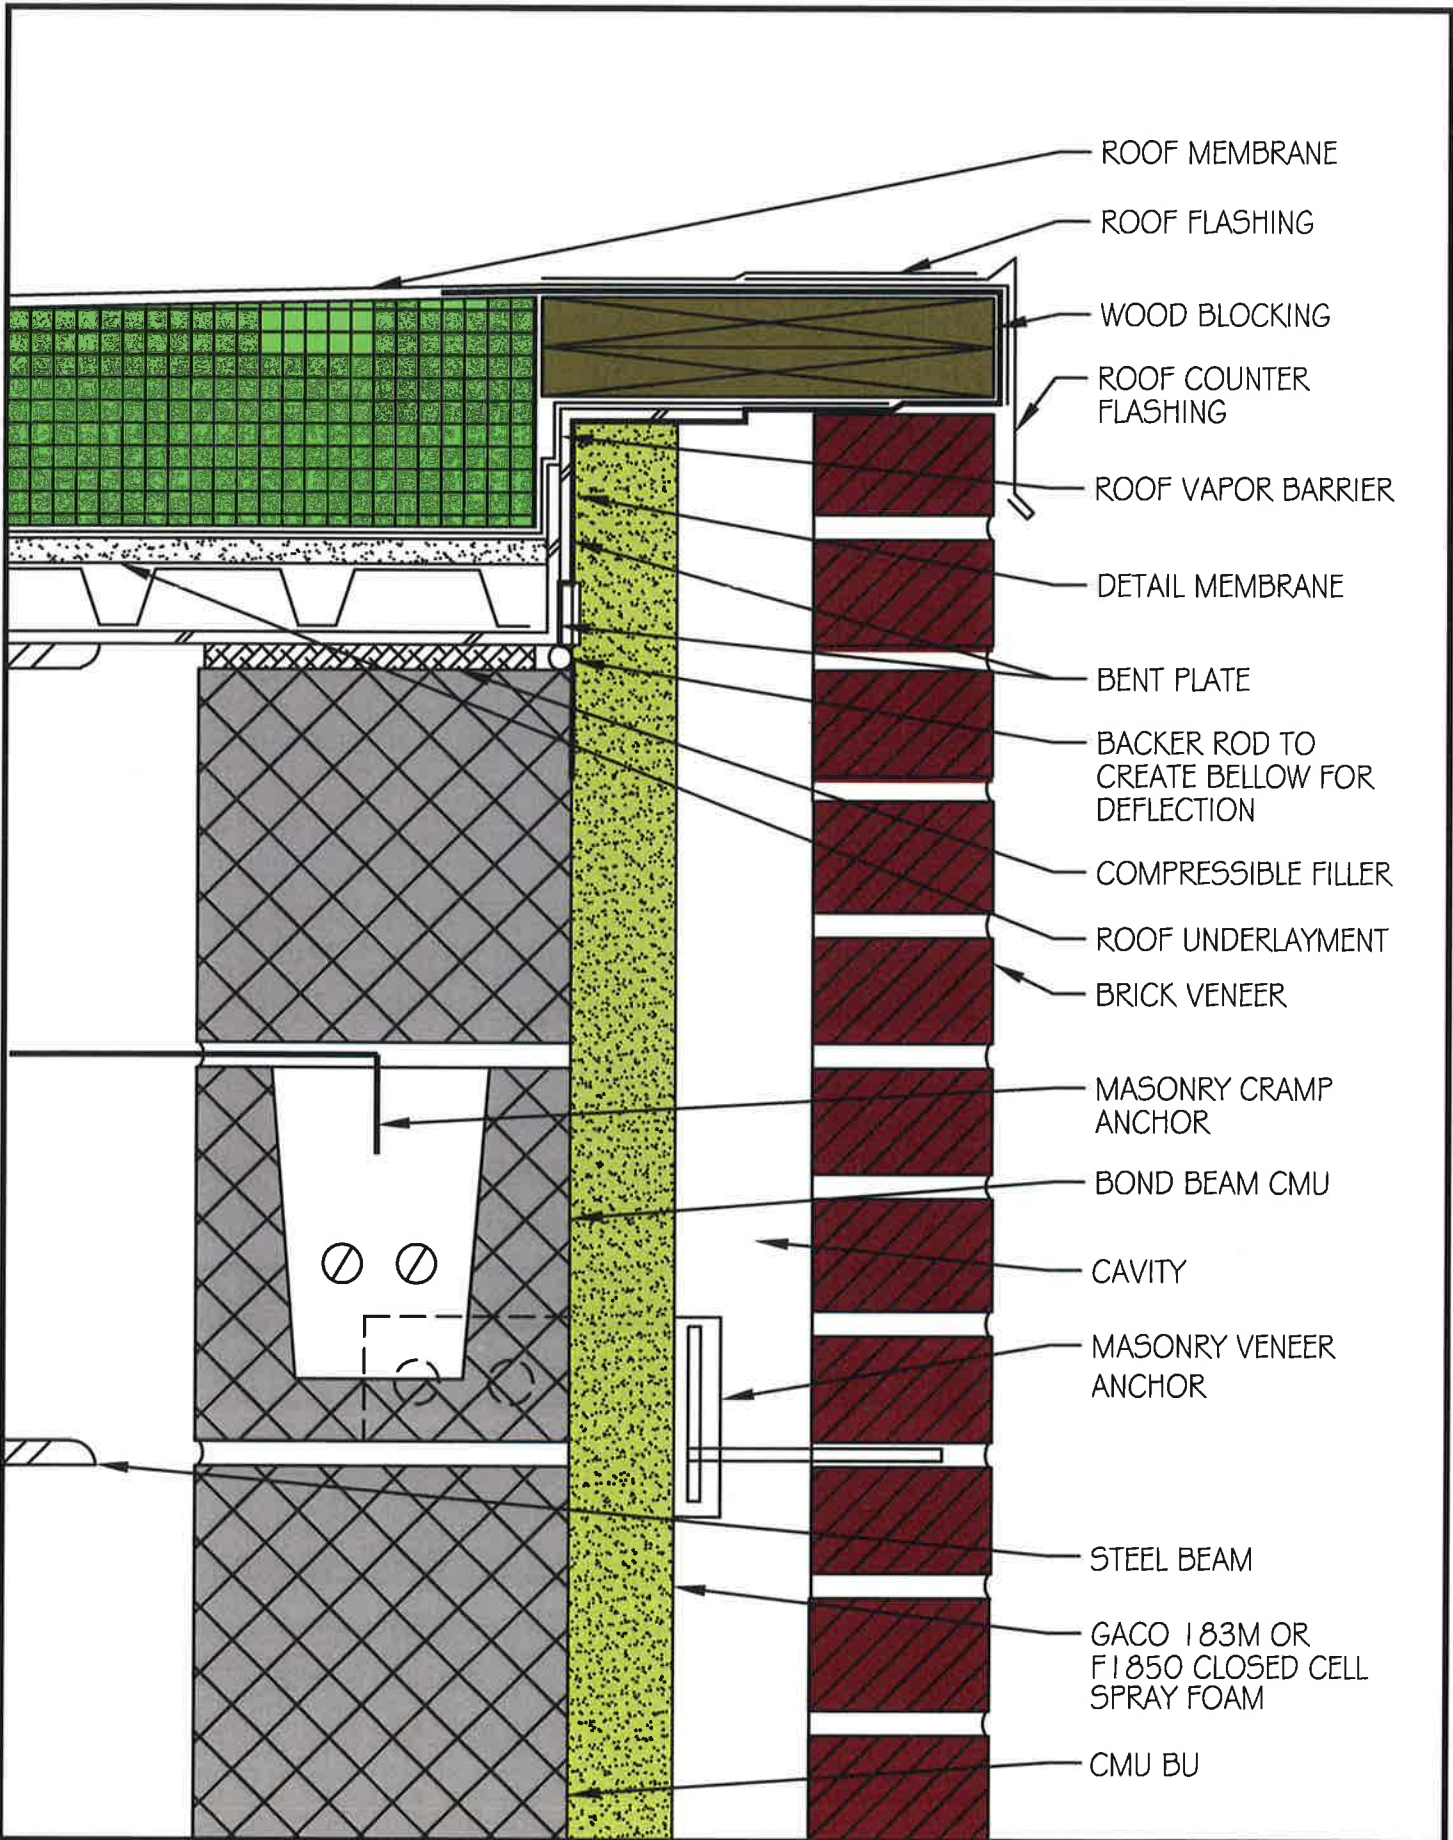 ROOF MEMBRANE
ROOF FLASHING
WOOD BLOCKING
ROOF COUNTER
FLASHING
ROOF VAPOR BARRIER
DETAIL MEMBRANE
BENT PLATE
BACKER ROD TO
CREATE BELLOW FOR
DEFLECTION
COMPRESSIBLE FILLER
ROOF UNDERLAYMENT
BRICK VENEER
MASONRY CRAMP
ANCHOR
BOND BEAM CMU
CAVITY
MASONRY VENEER
ANCHOR
STEEL BEAM
GACO 183M OR
F1850 CLOSED CELL
SPRAY FOAM
CMU BU